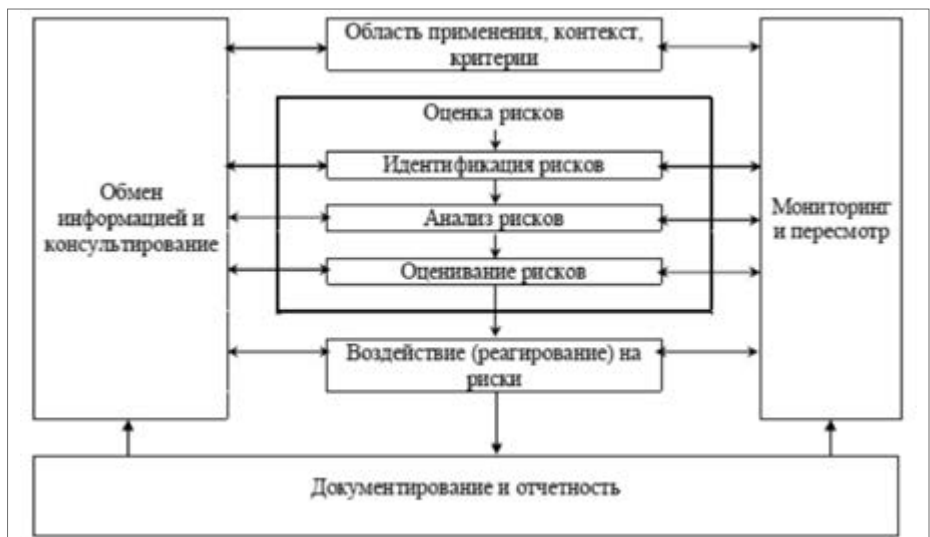 Область применения, контекст,
критерии
Оценка рисков
Идентификация рисков
Анализ рисков
Оценивание рисков
Воздействие (реагирование) на
риски
Обмен
информацией и
консультирование
Мониторинг
и пересмотр
Документирование и отчетность